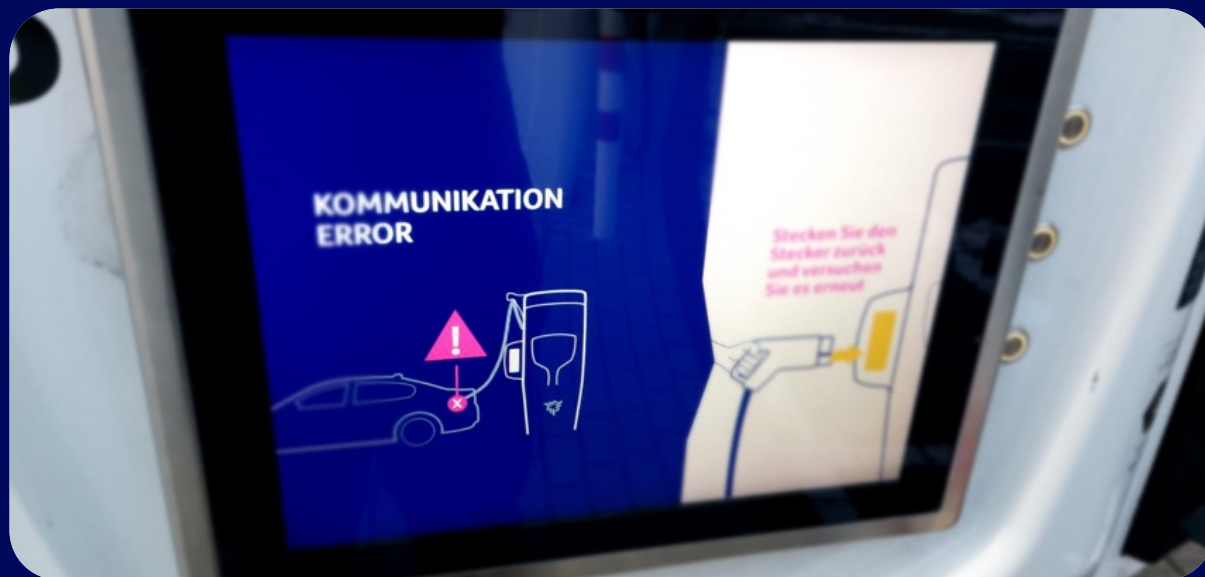 KOMMUNIKATION
ERROR
Stecken Sie den
Stecker zurück
und versuchen
Sie es erneut